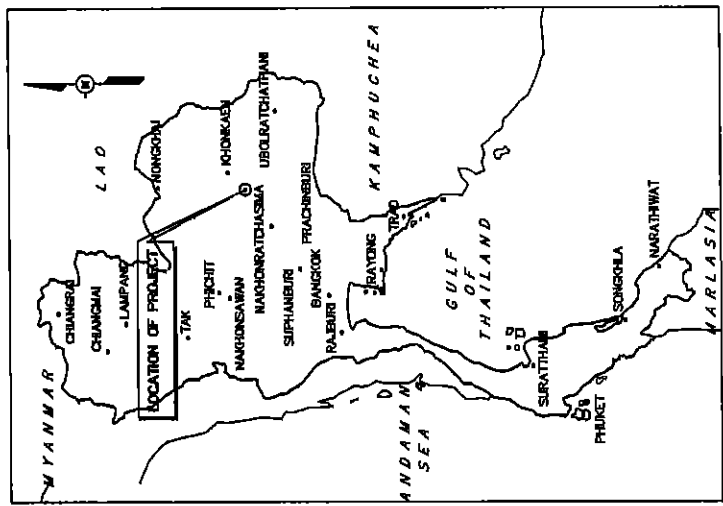 MYANMAR
LAO
CHIANGRAI
CHIANGMAI
LAMPANG
NONGKHAI
LOCATION OF PROJECT
TAK
PHICHIT
KHONKAEN
NAKHONSAWAN
UBOLRATCHATHANI
NAKHONRATCHASIMA
SUPHANBURI
PRACHINBURI
BANGKOK
RAJBURI
RAYONG
TRAD
KAMPHUCHEA
GULF
OF
THAILAND
ANDAMAN
SEA
SURATTHANI
PHUKET
SONGKHLA
NARATHIWAT
MARLASIA